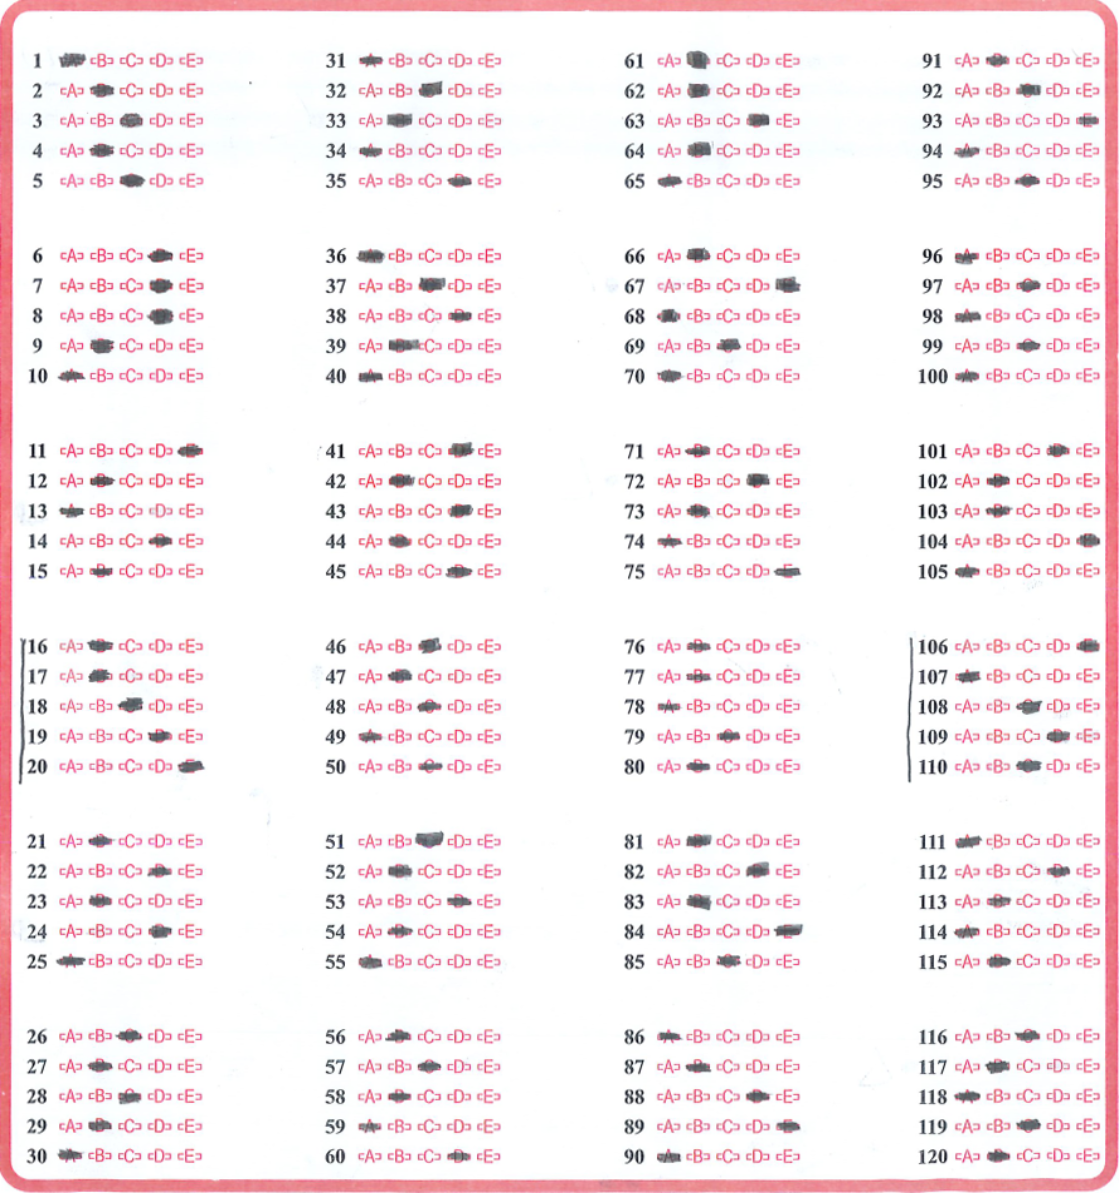 1 [B] [C] [D] [E]
2 [A] [C] [D] [E]
3 [A] [B] [D] [E]
4 [A] [C] [D] [E]
5 [A] [B] [D] [E]
6 [A] [B] [C] [E]
7 [A] [B] [C] [E]
8 [A] [B] [C] [E]
9 [A] [C] [D] [E]
10 [B] [C] [D] [E]
11 [A] [B] [C] [D]
12 [A] [C] [D] [E]
13 [B] [C] [D] [E]
14 [A] [B] [C] [E]
15 [A] [C] [D] [E]
16 [A] [C] [D] [E]
17 [A] [C] [D] [E]
18 [A] [B] [D] [E]
19 [A] [B] [C] [E]
20 [A] [B] [C] [D]
21 [A] [C] [D] [E]
22 [A] [B] [C] [E]
23 [A] [C] [D] [E]
24 [A] [B] [C] [E]
25 [B] [C] [D] [E]
26 [A] [B] [D] [E]
27 [A] [C] [D] [E]
28 [A] [B] [D] [E]
29 [A] [C] [D] [E]
30 [B] [C] [D] [E]
31 [B] [C] [D] [E]
32 [A] [B] [D] [E]
33 [A] [C] [D] [E]
34 [B] [C] [D] [E]
35 [A] [B] [C] [E]
36 [B] [C] [D] [E]
37 [A] [B] [D] [E]
38 [A] [B] [C] [E]
39 [A] [C] [D] [E]
40 [B] [C] [D] [E]
41 [A] [B] [C] [E]
42 [A] [C] [D] [E]
43 [A] [B] [C] [E]
44 [A] [C] [D] [E]
45 [A] [B] [C] [E]
46 [A] [B] [D] [E]
47 [A] [C] [D] [E]
48 [A] [B] [D] [E]
49 [B] [C] [D] [E]
50 [A] [B] [D] [E]
51 [A] [B] [D] [E]
52 [A] [C] [D] [E]
53 [A] [B] [C] [E]
54 [A] [C] [D] [E]
55 [B] [C] [D] [E]
56 [A] [C] [D] [E]
57 [A] [B] [D] [E]
58 [A] [C] [D] [E]
59 [B] [C] [D] [E]
60 [A] [B] [C] [E]
61 [A] [C] [D] [E]
62 [A] [C] [D] [E]
63 [A] [B] [C] [E]
64 [A] [C] [D] [E]
65 [B] [C] [D] [E]
66 [A] [C] [D] [E]
67 [A] [B] [C] [D]
68 [B] [C] [D] [E]
69 [A] [B] [D] [E]
70 [B] [C] [D] [E]
71 [A] [C] [D] [E]
72 [A] [B] [C] [E]
73 [A] [C] [D] [E]
74 [B] [C] [D] [E]
75 [A] [B] [C] [D]
76 [A] [C] [D] [E]
77 [A] [C] [D] [E]
78 [B] [C] [D] [E]
79 [A] [B] [D] [E]
80 [A] [C] [D] [E]
81 [A] [C] [D] [E]
82 [A] [B] [C] [E]
83 [A] [C] [D] [E]
84 [A] [B] [C] [D]
85 [A] [B] [D] [E]
86 [B] [C] [D] [E]
87 [A] [C] [D] [E]
88 [A] [B] [C] [E]
89 [A] [B] [C] [D]
90 [B] [C] [D] [E]
91 [A] [C] [D] [E]
92 [A] [B] [D] [E]
93 [A] [B] [C] [D]
94 [B] [C] [D] [E]
95 [A] [B] [D] [E]
96 [B] [C] [D] [E]
97 [A] [B] [D] [E]
98 [B] [C] [D] [E]
99 [A] [B] [D] [E]
100 [B] [C] [D] [E]
101 [A] [B] [C] [E]
102 [A] [C] [D] [E]
103 [A] [C] [D] [E]
104 [A] [B] [C] [D]
105 [B] [C] [D] [E]
106 [A] [B] [C] [D]
107 [B] [C] [D] [E]
108 [A] [B] [D] [E]
109 [A] [B] [C] [E]
110 [A] [B] [D] [E]
111 [B] [C] [D] [E]
112 [A] [B] [C] [E]
113 [A] [C] [D] [E]
114 [B] [C] [D] [E]
115 [A] [C] [D] [E]
116 [A] [B] [D] [E]
117 [A] [C] [D] [E]
118 [B] [C] [D] [E]
119 [A] [B] [D] [E]
120 [A] [C] [D] [E]